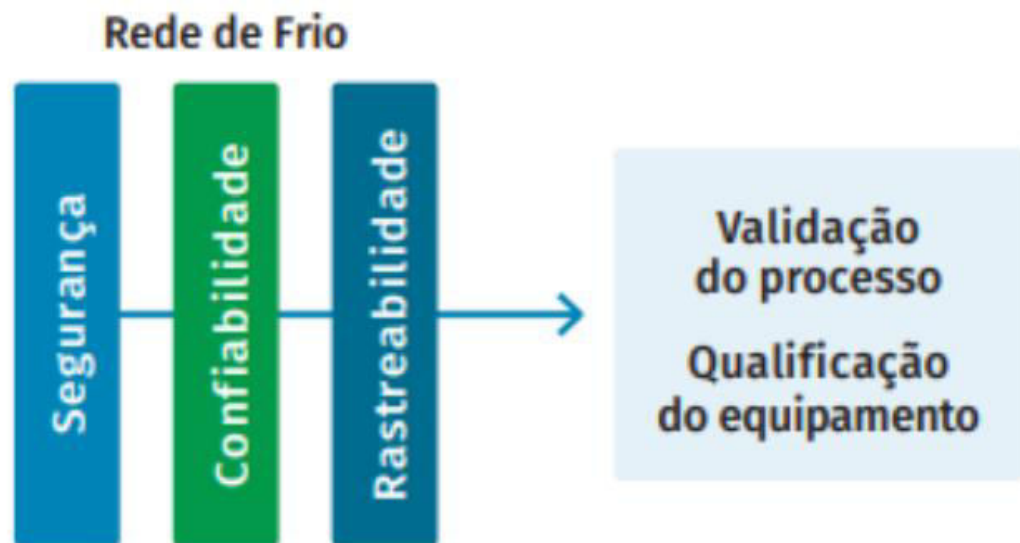 Rede de Frio
Segurança
Confiabilidade
Rastreabilidade
Validação
do processo
Qualificação
do equipamento